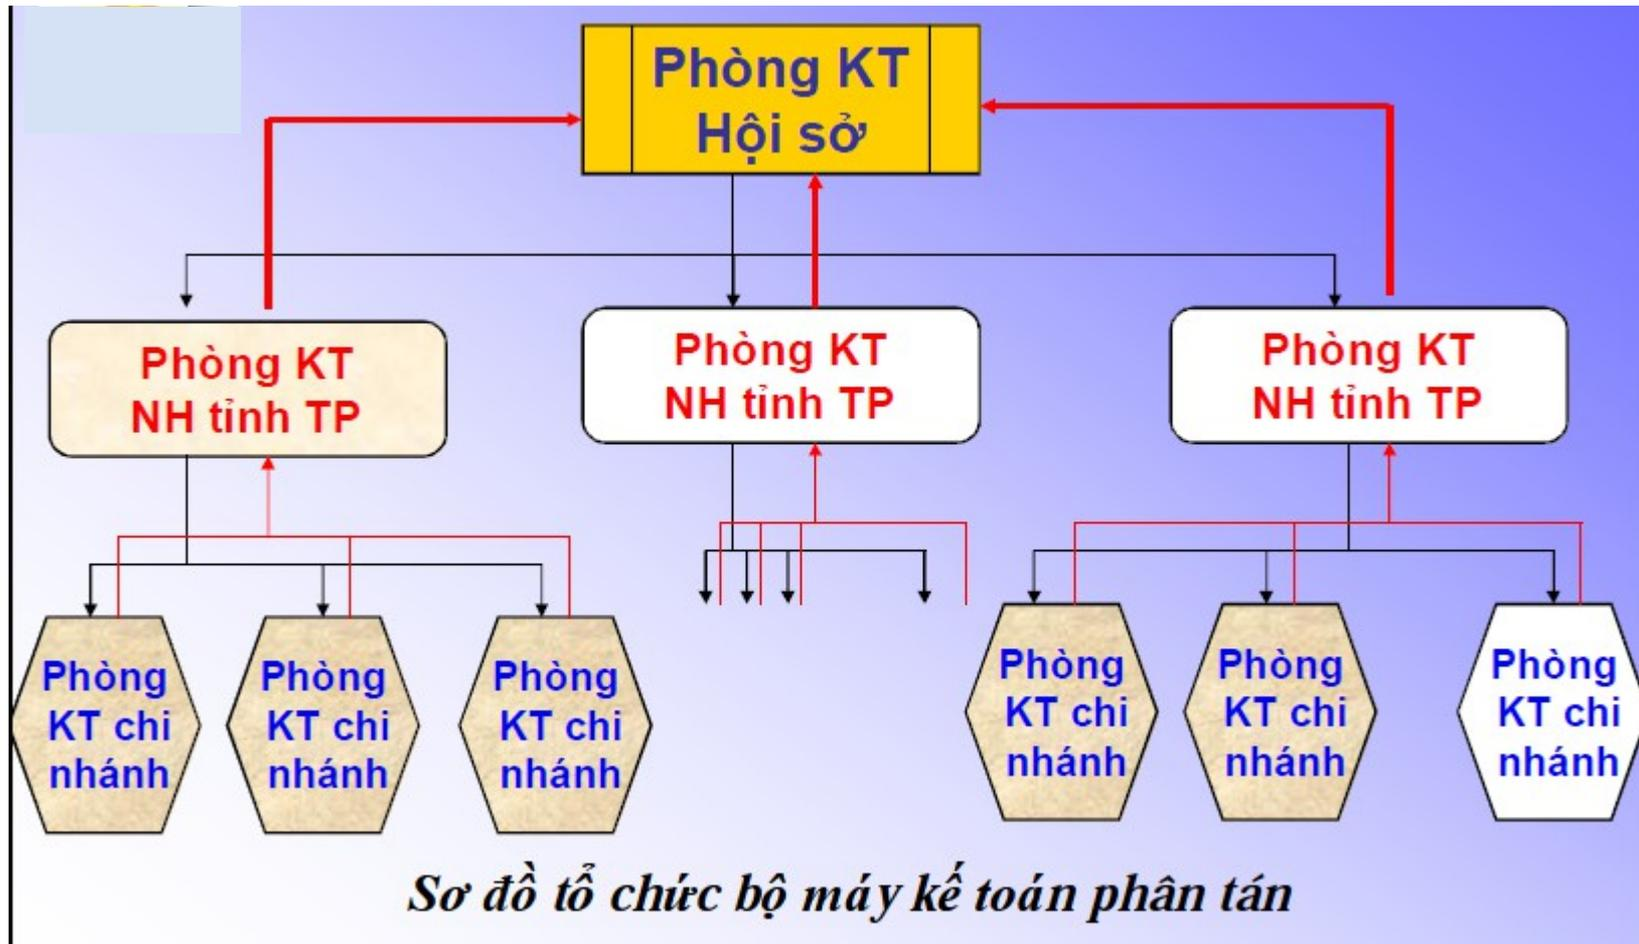 Phòng KT
Hội sở
Phòng KT
NH tỉnh TP
Phòng KT
NH tỉnh TP
Phòng KT
NH tỉnh TP
Phòng
KT chi
nhánh
Phòng
KT chi
nhánh
Phòng
KT chi
nhánh
Phòng
KT chi
nhánh
Phòng
KT chi
nhánh
Phòng
KT chi
nhánh
Sơ đồ tổ chức bộ máy kế toán phân tán